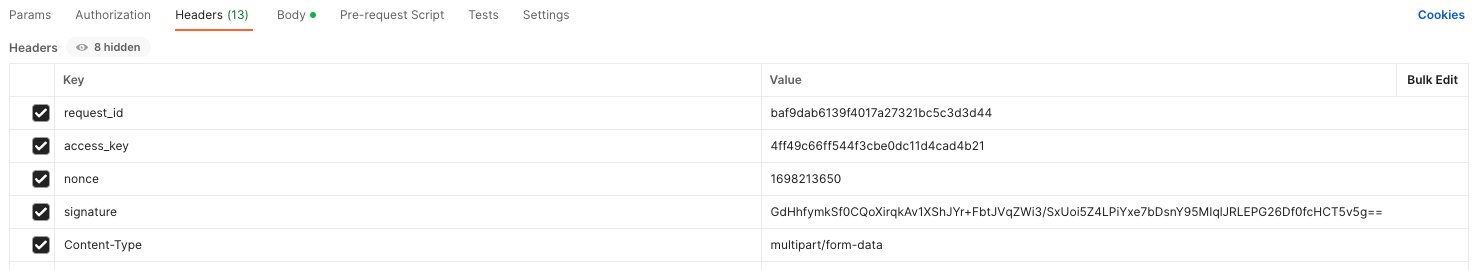 Params Authorization Headers (13) Body Pre-request Script Tests Settings Cookies
Headers 8 hidden
Key Value Bulk Edit
request_id baf9dab6139f4017a27321bc5c3d3d44
access_key 4ff49c66ff544f3cbe0dc11d4cad4b21
nonce 1698213650
signature GdHhfymkSf0CQoXirqkAv1XShJYr+FbtJVqZWi3/SxUoi5Z4LPiYxe7bDsnY95MlqlJRLEPG26Df0fcHCT5v5g==
Content-Type multipart/form-data